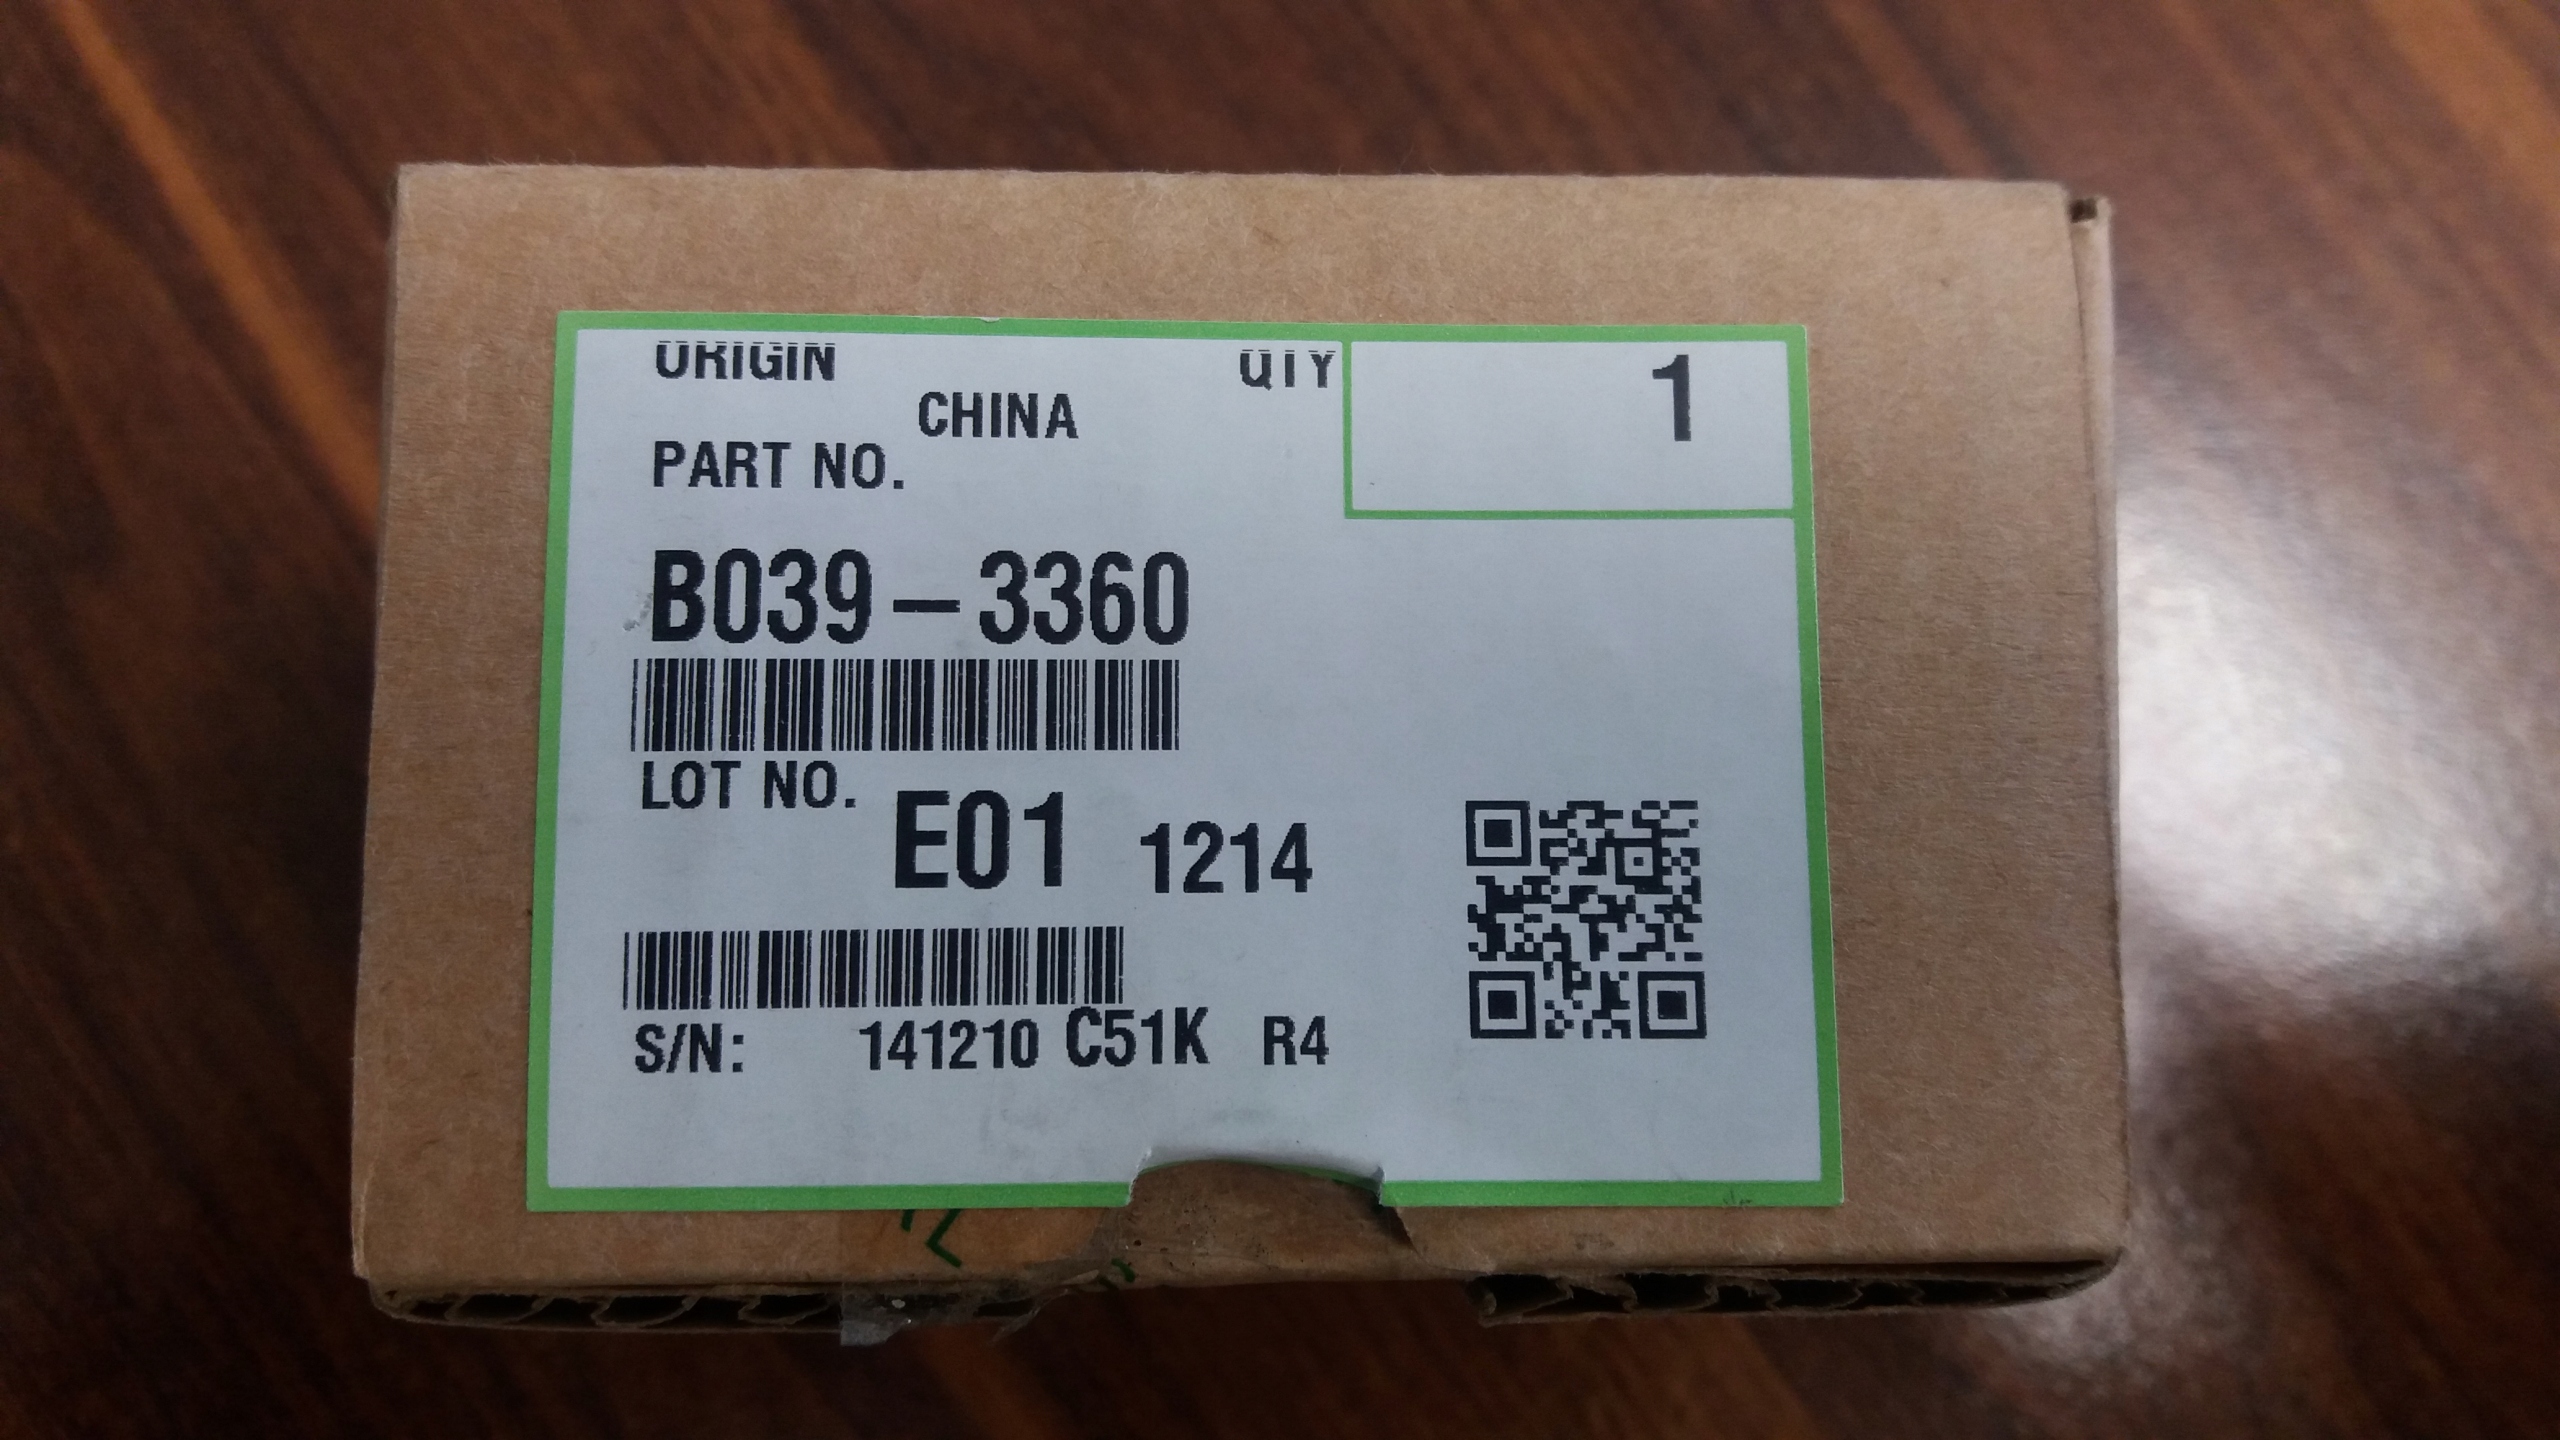 ORIGIN QTY 1
CHINA
PART NO.
B039-3360
LOT NO. E01 1214
S/N: 141210 C51K R4